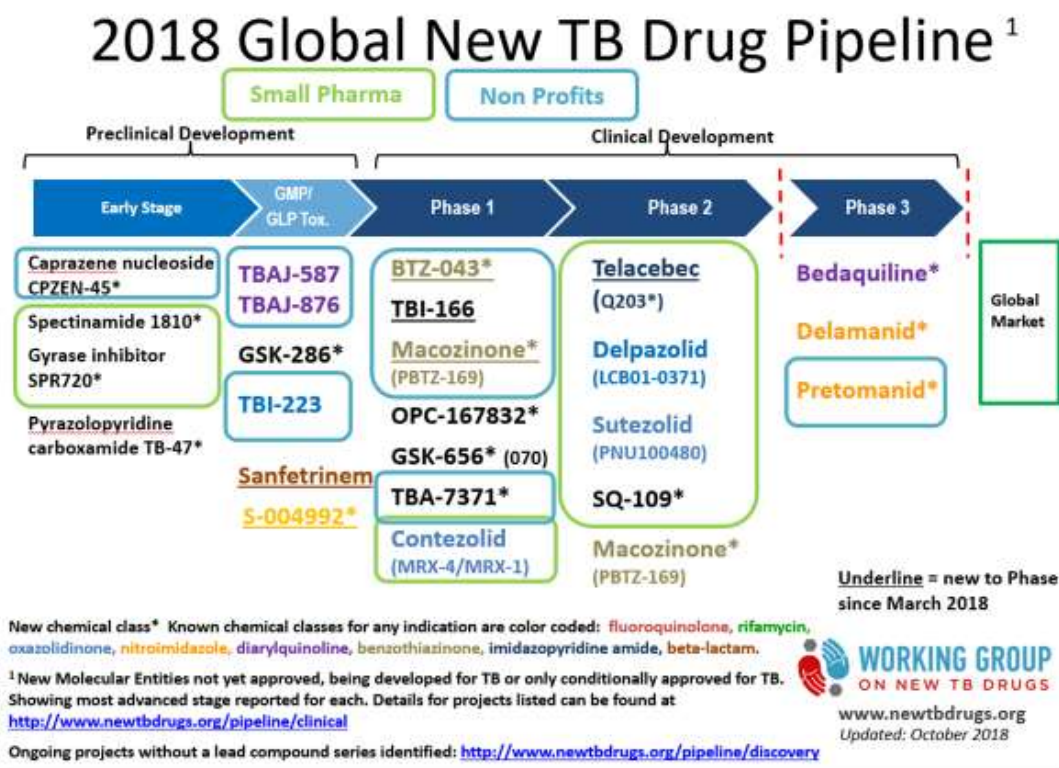 2018 Global New TB Drug Pipeline 1
Small Pharma
Non Profits
Preclinical Development
Clinical Development
Early Stage
GMP/
GLP Tox.
Phase 1
Phase 2
Phase 3
Caprazene nucleoside
CPZEN-45*
Spectinamide 1810*
Gyrase inhibitor
SPR720*
Pyrazolopyridine
carboxamide TB-47*
TBAJ-587
TBAJ-876
GSK-286*
TBI-223
Sanfetrinem
S-004992*
BTZ-043*
TBI-166
Macozinone*
(PBTZ-169)
OPC-167832*
GSK-656* (070)
TBA-7371*
Contezolid
(MRX-4/MRX-1)
Telacebec
(Q203*)
Delpazolid
(LCB01-0371)
Sutezolid
(PNU100480)
SQ-109*
Macozinone*
(PBTZ-169)
Bedaquiline*
Delamanid*
Pretomanid*
Global
Market
Underline = new to Phase
since March 2018
New chemical class* Known chemical classes for any indication are color coded: fluoroquinolone, rifamycin,
oxazolidinone, nitroimidazole, diarylquinoline, benzothiazinone, imidazopyridine amide, beta-lactam.
1 New Molecular Entities not yet approved, being developed for TB or only conditionally approved for TB.
Showing most advanced stage reported for each. Details for projects listed can be found at
http://www.newtbdrugs.org/pipeline/clinical
Ongoing projects without a lead compound series identified: http://www.newtbdrugs.org/pipeline/discovery
WORKING GROUP
ON NEW TB DRUGS
www.newtbdrugs.org
Updated: October 2018